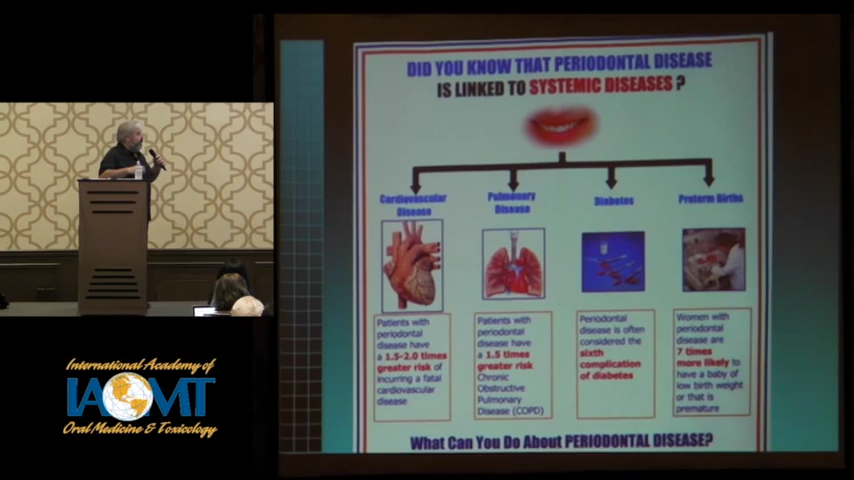 DID YOU KNOW THAT PERIODONTAL DISEASE
IS LINKED TO SYSTEMIC DISEASES ?
Cardiovascular
Disease
Pulmonary
Disease
Diabetes
Preterm Births
Patients with
periodontal
disease have
a 1.5-2.0 times
greater risk of
incurring a fatal
cardiovascular
disease
Patients with
periodontal
disease have
a 1.5 times
greater risk
Chronic
Obstructive
Pulmonary
Disease (COPD)
Periodontal
disease is often
considered the
sixth
complication
of diabetes
Women with
periodontal
disease are
7 times
more likely to
have a baby of
low birth weight
or that is
premature
What Can You Do About PERIODONTAL DISEASE?
International Academy of
IAOMT
Oral Medicine & Toxicology